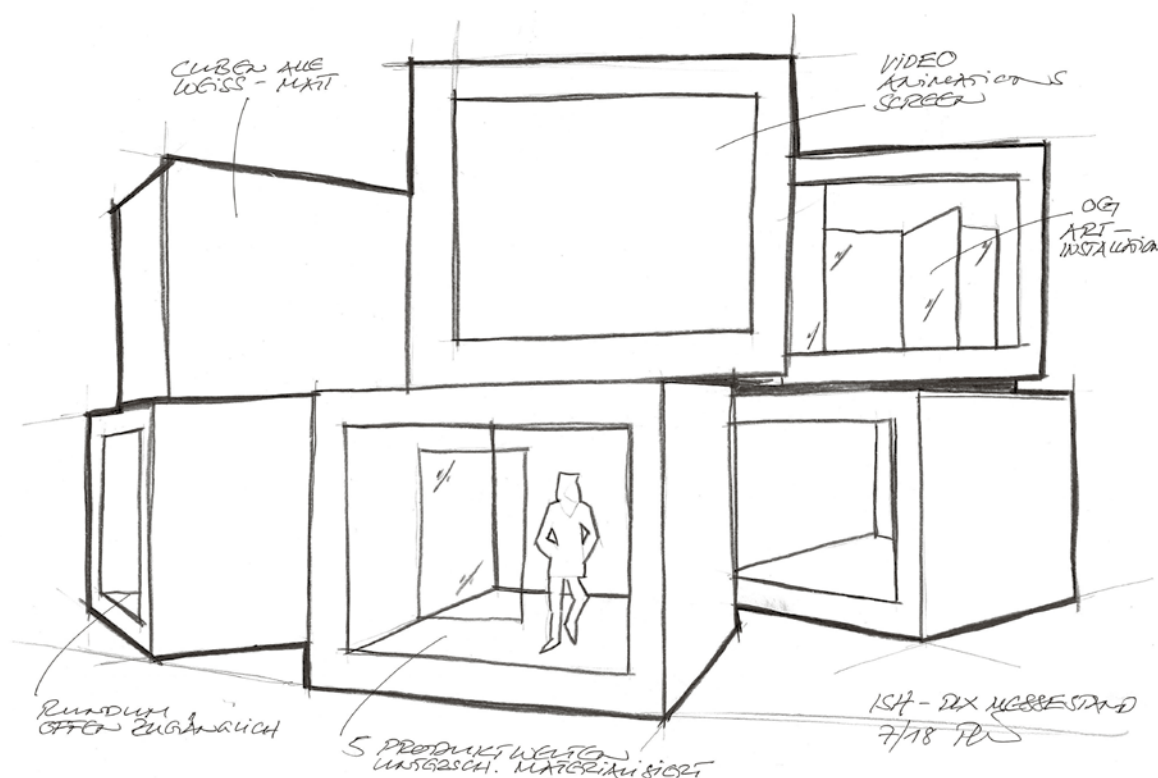 CUBEN ALLE
WEISS - MATT
VIDEO
ANIMATIONS
SCREEN
OG
ART-
INSTALLATION
RUNDUM
OFFEN ZUGÄNGLICH
5 PRODUKTWELTEN
UNTERSCH. MATERIALISIERT
ISH - MESSESTAND
7/18